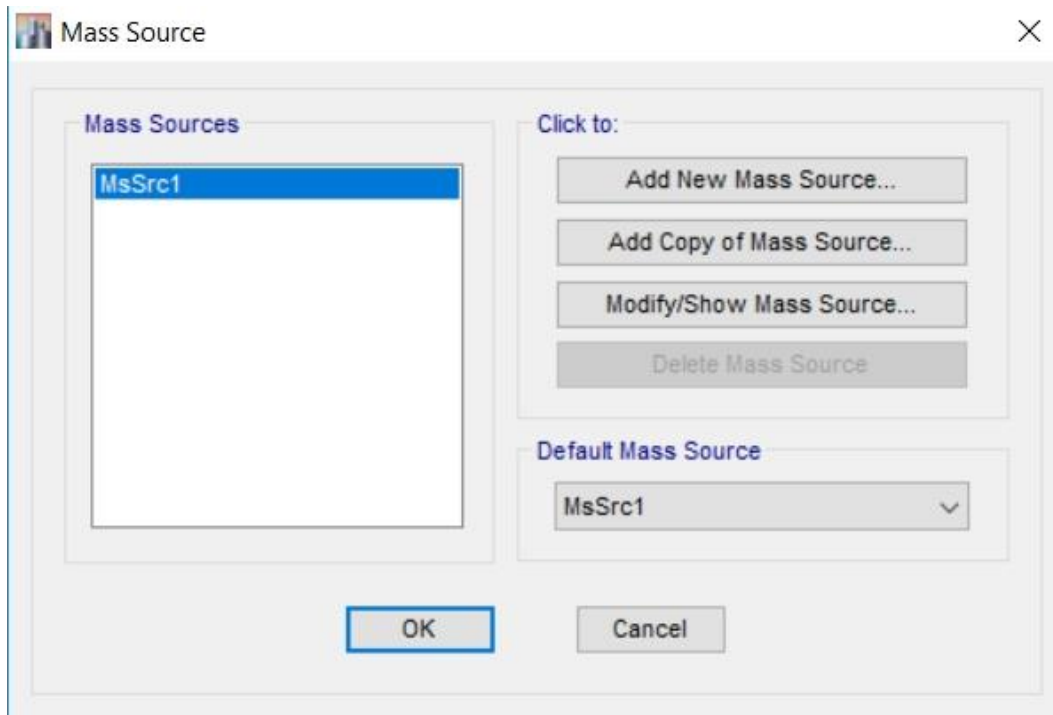 Mass Source
Mass Sources
MsSrc1
Click to:
Add New Mass Source...
Add Copy of Mass Source...
Modify/Show Mass Source...
Delete Mass Source
Default Mass Source
MsSrc1
OK
Cancel